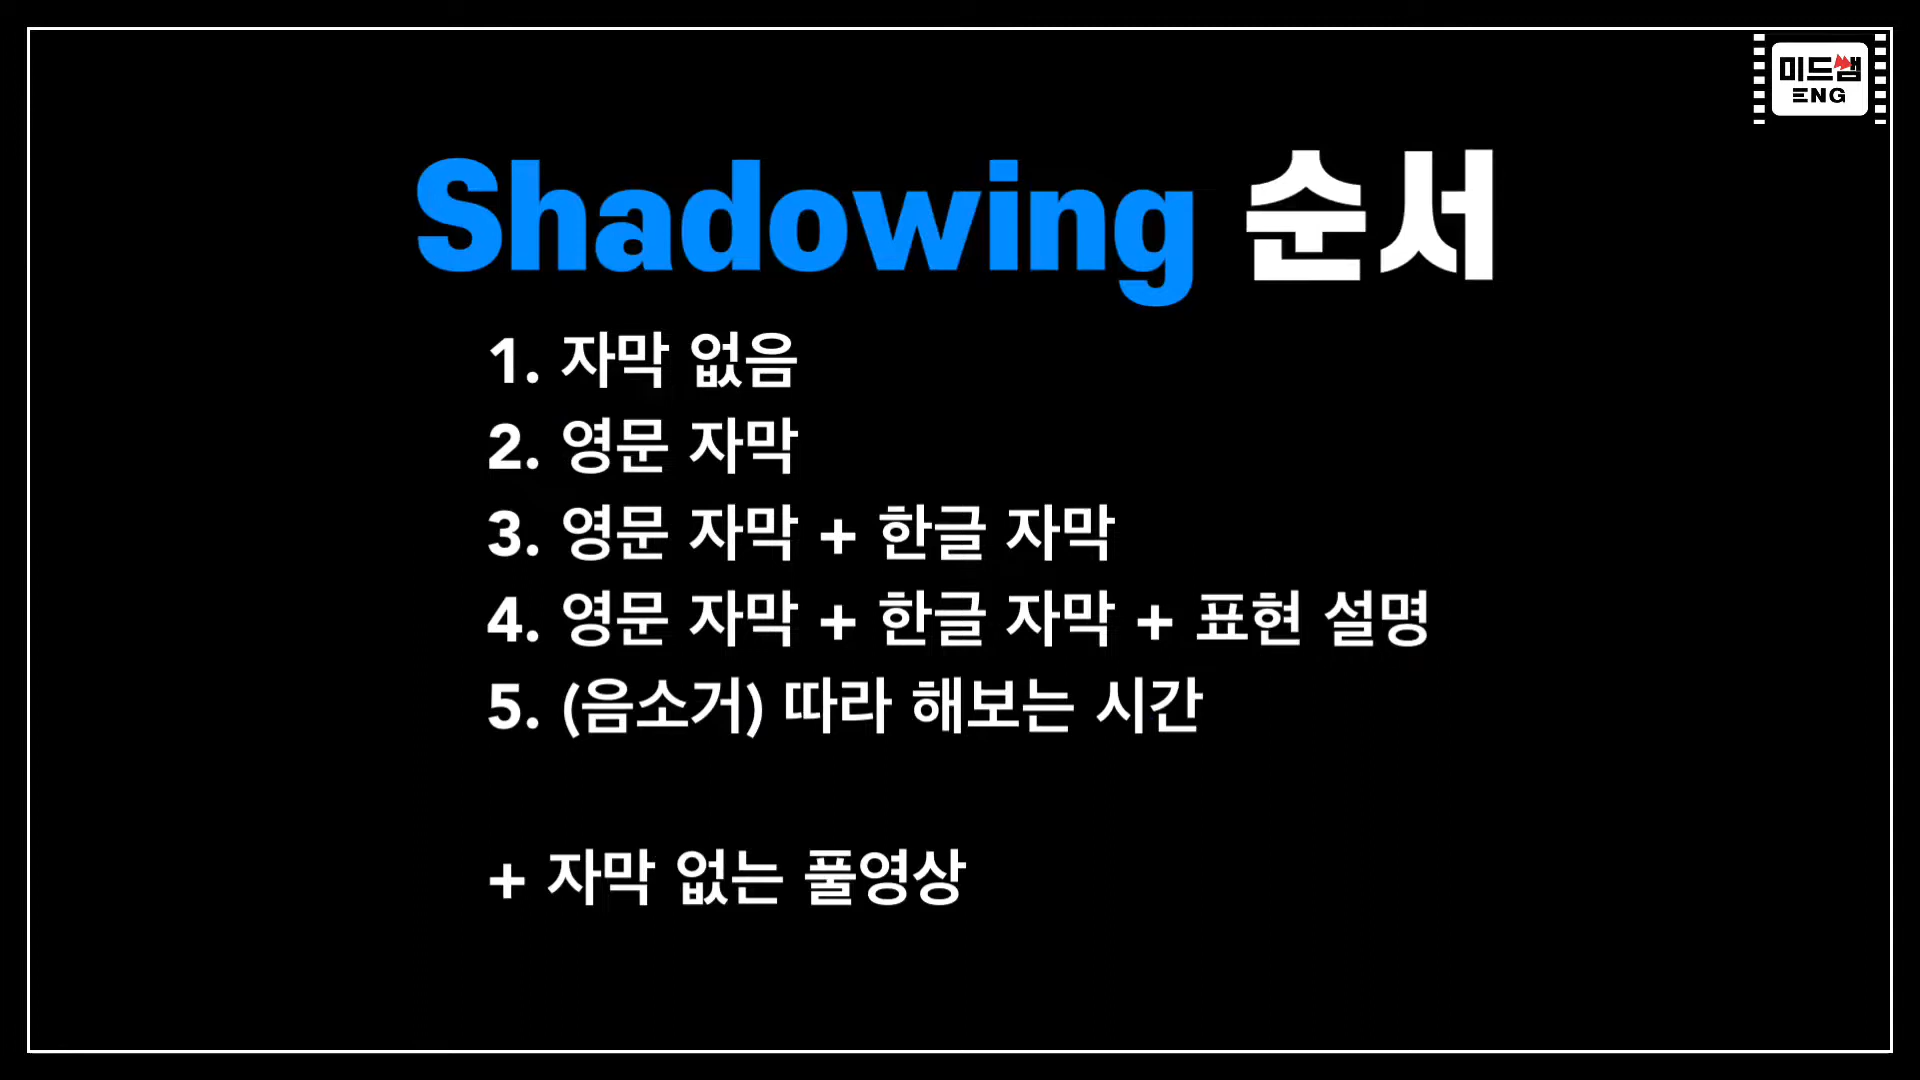 미드쌤
ENG
Shadowing 순서
1. 자막 없음
2. 영문 자막
3. 영문 자막 + 한글 자막
4. 영문 자막 + 한글 자막 + 표현 설명
5. (음소거) 따라 해보는 시간
+ 자막 없는 풀영상